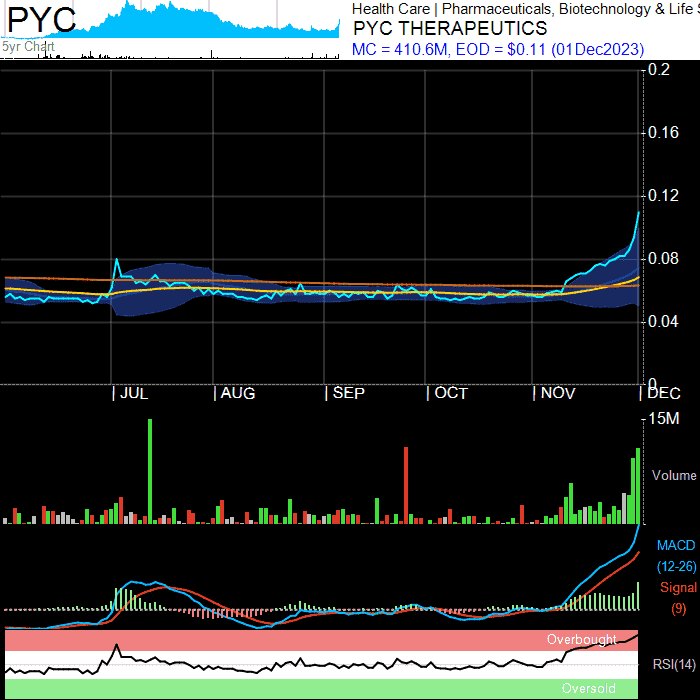 PYC
5yr Chart
Health Care | Pharmaceuticals, Biotechnology & Life S
PYC THERAPEUTICS
MC = 410.6M, EOD = $0.11 (01Dec2023)
0.2
0.16
0.12
0.08
0.04
0
JUL AUG SEP OCT NOV DEC
15M
Volume
MACD
(12-26)
Signal
(9)
Overbought
RSI(14)
Oversold